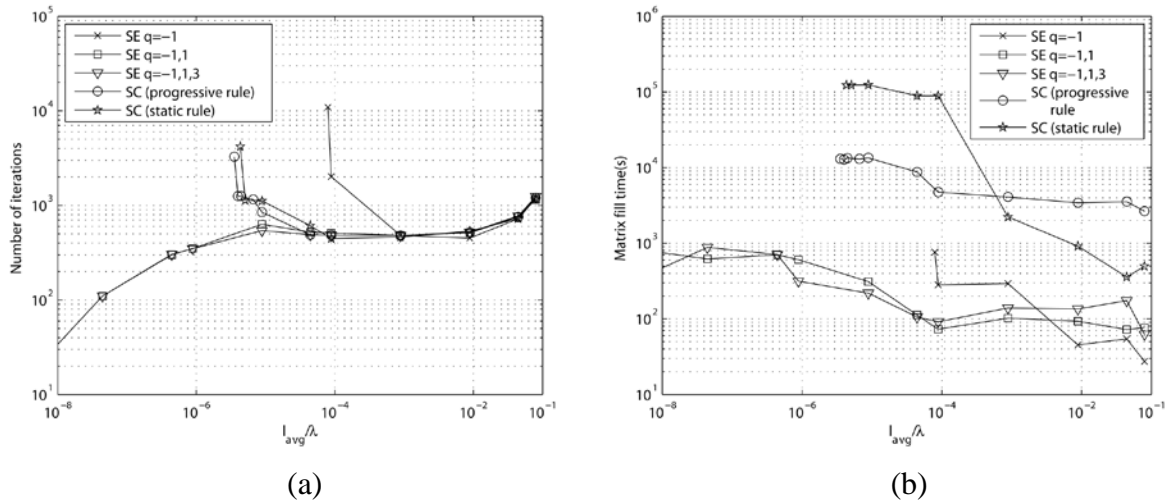 10^5
10^4
10^3
10^2
10^1
Number of iterations
SE q=−1
SE q=−1,1
SE q=−1,1,3
SC (progressive rule)
SC (static rule)
10^−8
10^−6
10^−4
10^−2
10^−1
l_avg/λ
(a)
10^6
10^5
10^4
10^3
10^2
10^1
Matrix fill time(s)
SE q=−1
SE q=−1,1
SE q=−1,1,3
SC (progressive
rule
SC (static rule)
10^−8
10^−6
10^−4
10^−2
10^−1
l_avg/λ
(b)